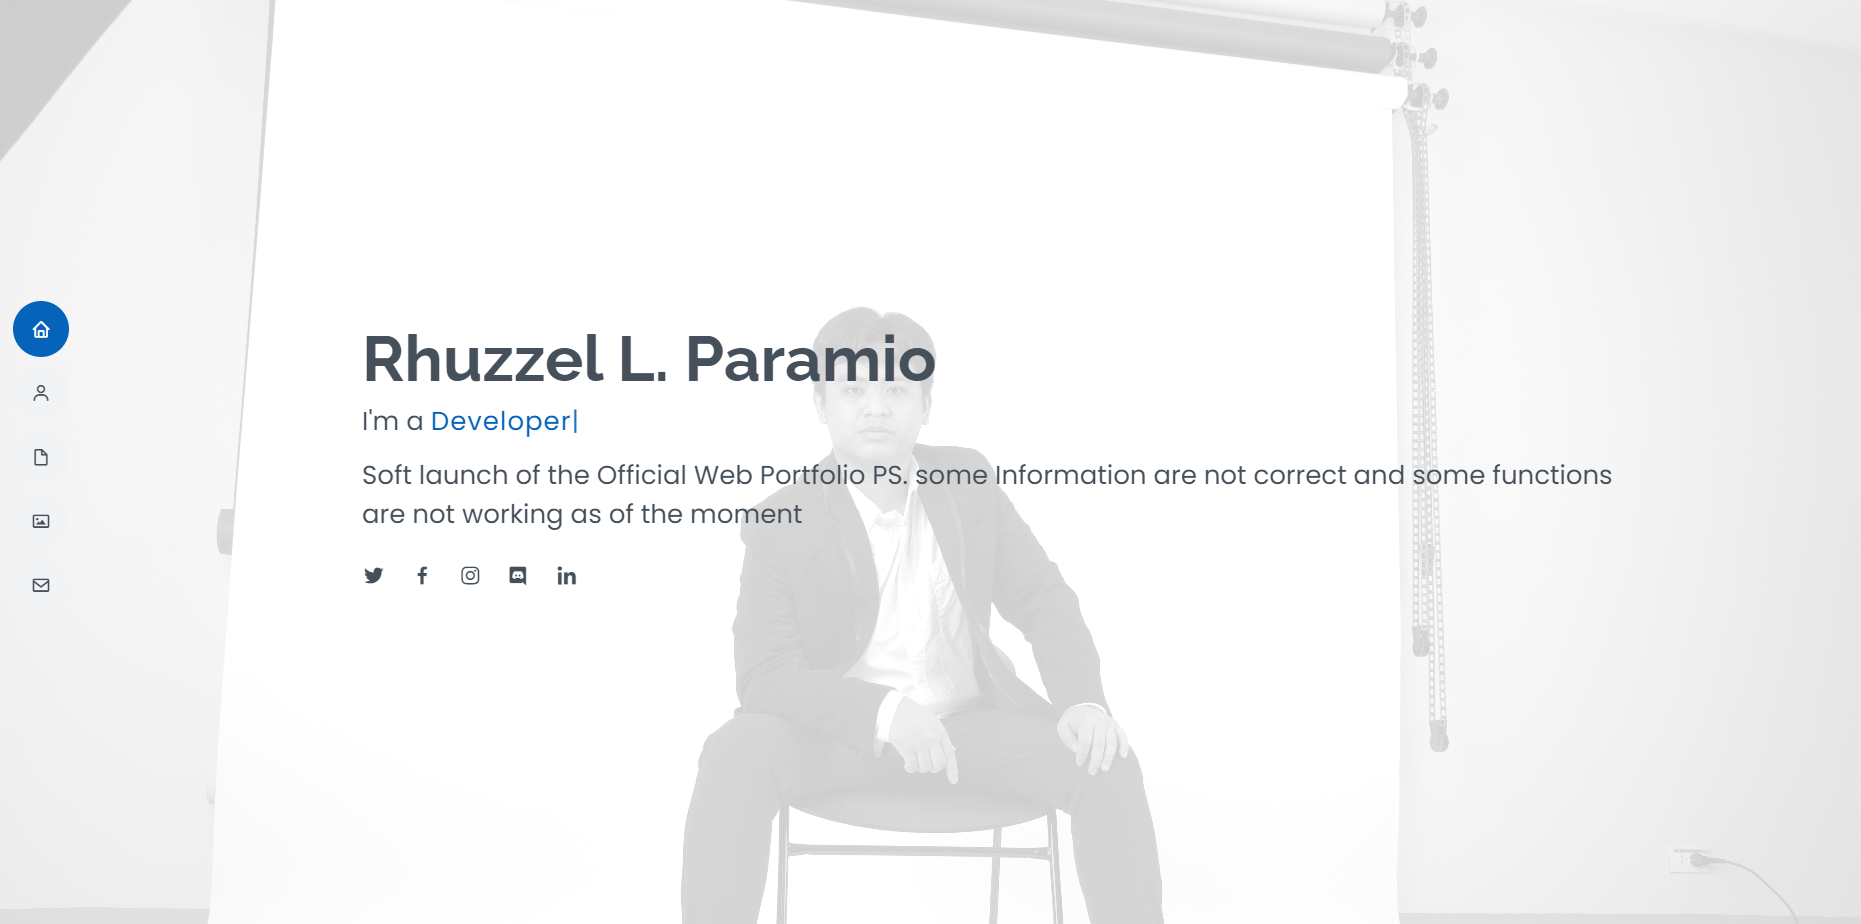 Rhuzzel L. Paramio
I'm a Developer|
Soft launch of the Official Web Portfolio PS. some Information are not correct and some functions
are not working as of the moment